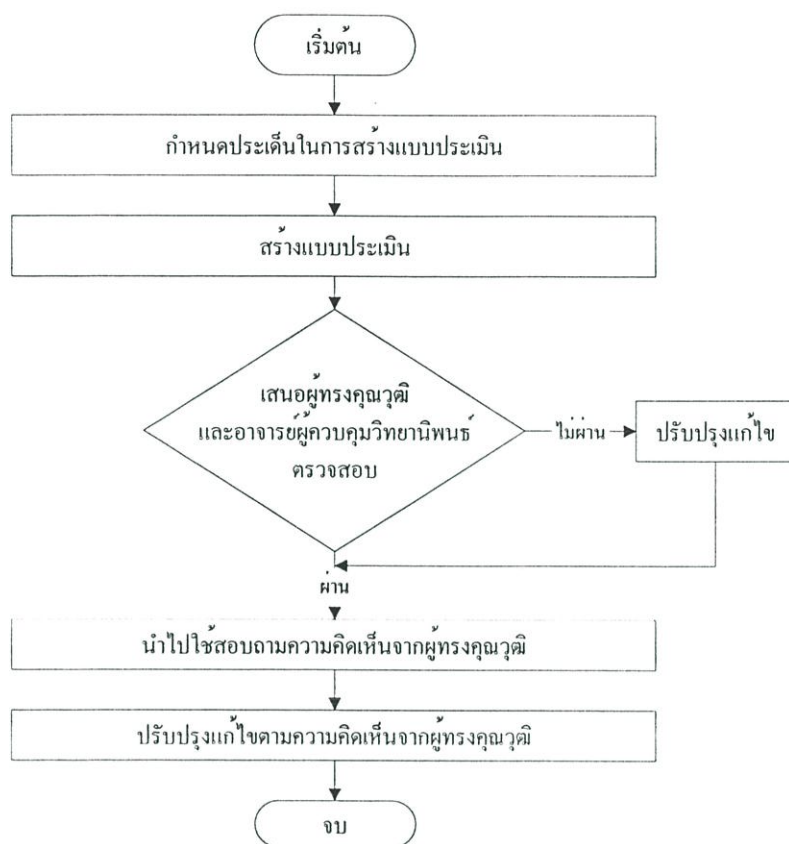 เริ่มต้น
กำหนดประเด็นในการสร้างแบบประเมิน
สร้างแบบประเมิน
เสนอผู้ทรงคุณวุฒิ
และอาจารย์ผู้ควบคุมวิทยานิพนธ์
ตรวจสอบ
ไม่ผ่าน
ปรับปรุงแก้ไข
ผ่าน
นำไปใช้สอบถามความคิดเห็นจากผู้ทรงคุณวุฒิ
ปรับปรุงแก้ไขตามความคิดเห็นจากผู้ทรงคุณวุฒิ
จบ